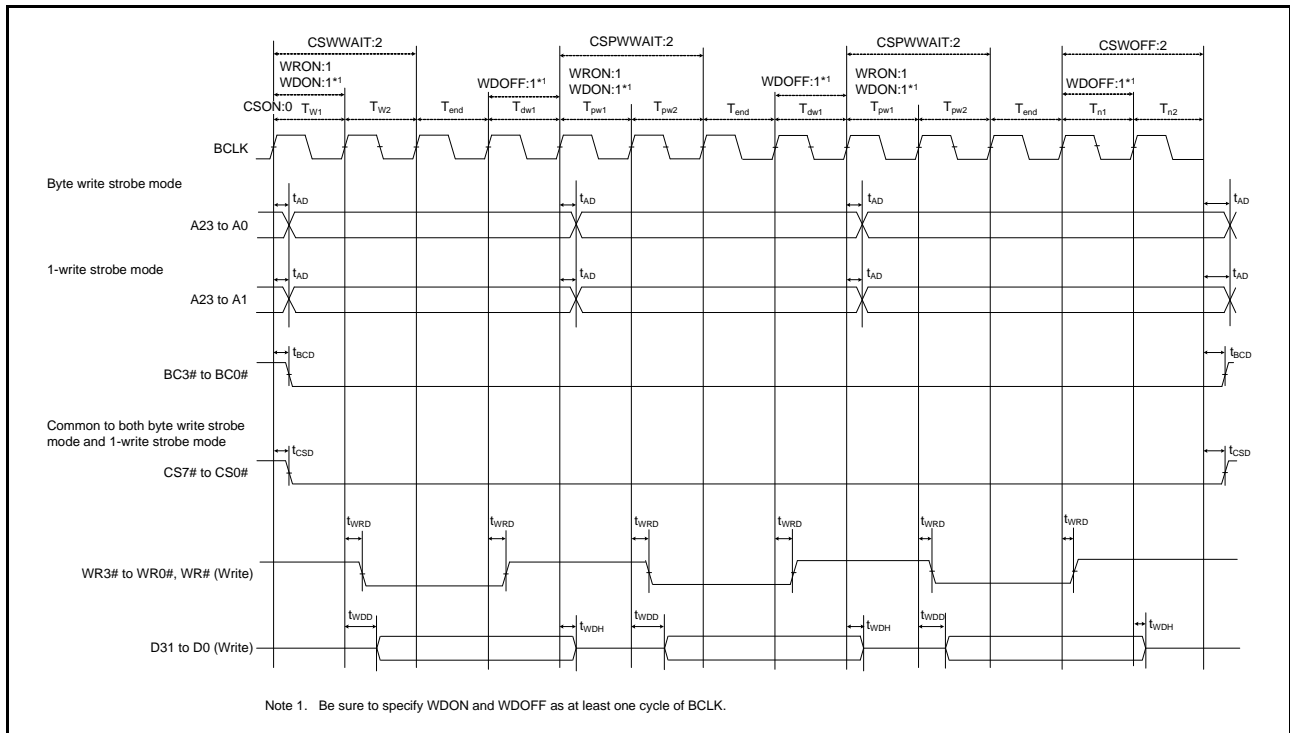 CSWWAIT:2 CSPWWAIT:2 CSPWWAIT:2 CSWOFF:2
WRON:1 WRON:1 WRON:1
WDON:1*1 WDOFF:1*1 WDON:1*1 WDOFF:1*1 WDON:1*1 WDOFF:1*1
CSON:0 TW1 TW2 Tend Tdw1 Tpw1 Tpw2 Tend Tdw1 Tpw1 Tpw2 Tend Tn1 Tn2
BCLK
Byte write strobe mode
tAD tAD tAD tAD
A23 to A0
1-write strobe mode
tAD tAD tAD tAD
A23 to A1
tBCD tBCD
BC3# to BC0#
Common to both byte write strobe
mode and 1-write strobe mode
tCSD tCSD
CS7# to CS0#
tWRD tWRD tWRD tWRD tWRD tWRD
WR3# to WR0#, WR# (Write)
tWDD tWDH tWDD tWDH tWDD tWDH
D31 to D0 (Write)
Note 1. Be sure to specify WDON and WDOFF as at least one cycle of BCLK.